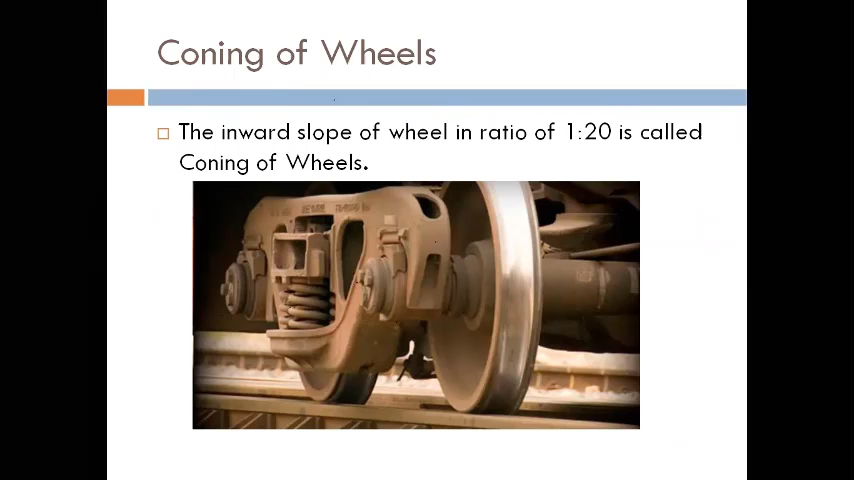 Coning of Wheels
The inward slope of wheel in ratio of 1:20 is called
Coning of Wheels.